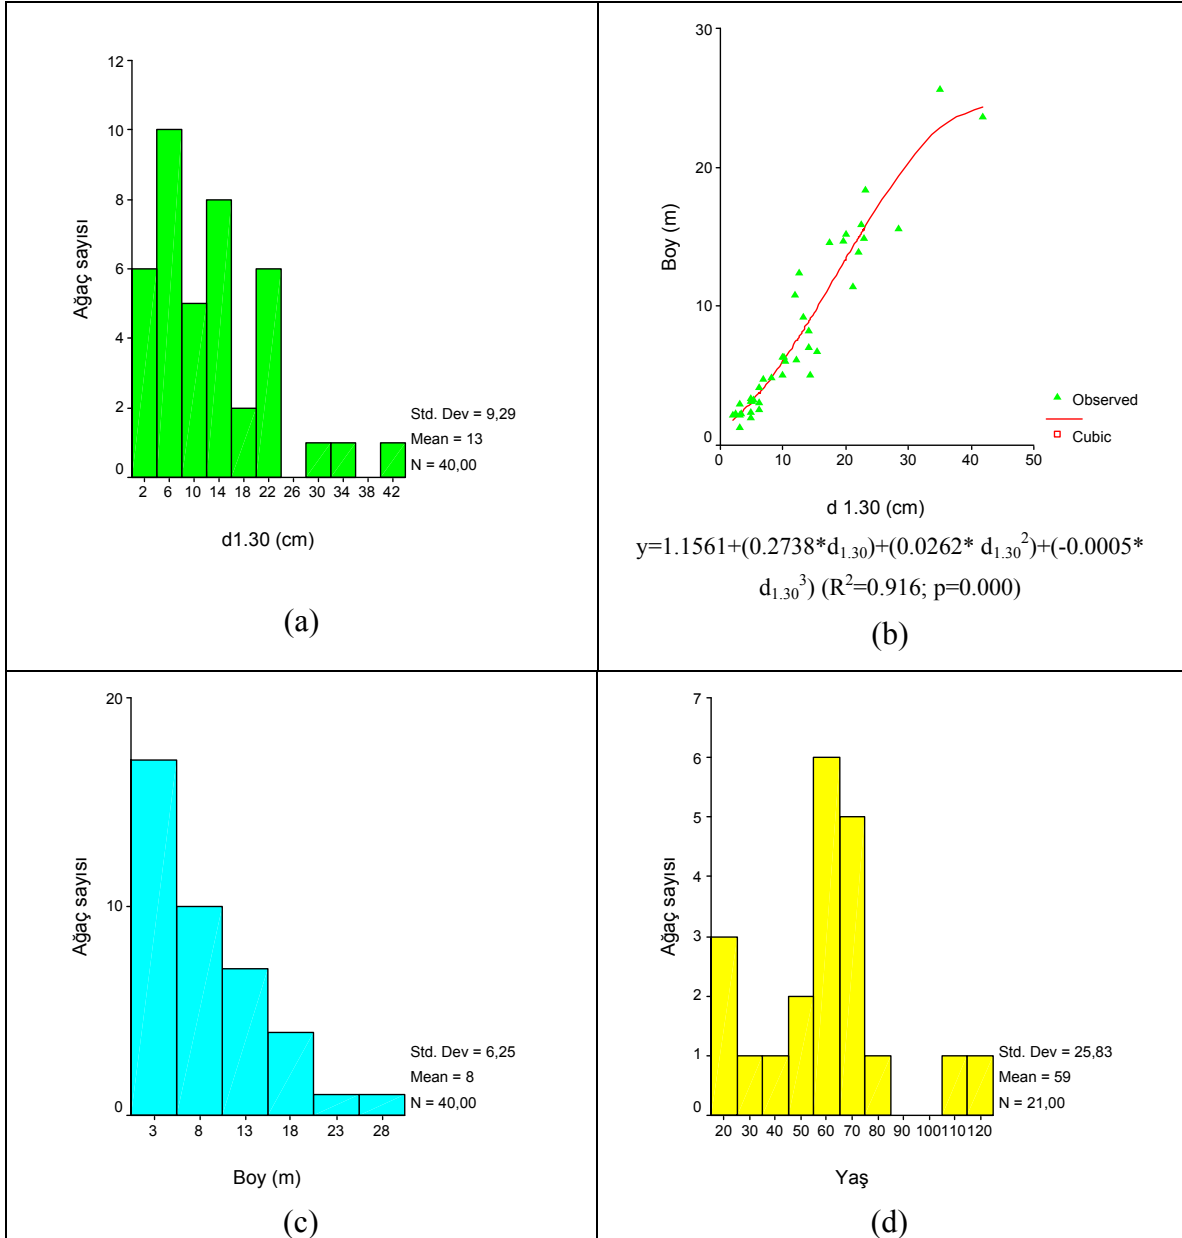 12
10
8
6
4
2
0
Ağaç sayısı
2 6 10 14 18 22 26 30 34 38 42
d1.30 (cm)
Std. Dev = 9,29
Mean = 13
N = 40,00
(a)
30
20
10
0
Boy (m)
0 10 20 30 40 50
d 1.30 (cm)
Observed
Cubic
y=1.1561+(0.2738*d1.30)+(0.0262* d1.30²)+(-0.0005*
d1.30³) (R²=0.916; p=0.000)
(b)
20
10
0
Ağaç sayısı
3 8 13 18 23 28
Boy (m)
Std. Dev = 6,25
Mean = 8
N = 40,00
(c)
7
6
5
4
3
2
1
0
Ağaç sayısı
20 30 40 50 60 70 80 90 100 110 120
Yaş
Std. Dev = 25,83
Mean = 59
N = 21,00
(d)